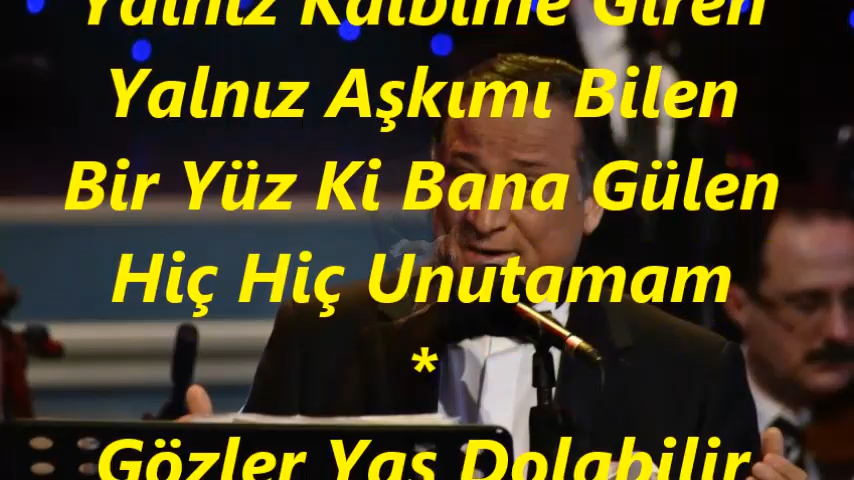 Yalnız Kalbime Giren
Yalnız Aşkımı Bilen
Bir Yüz Ki Bana Gülen
Hiç Hiç Unutamam
*
Gözler Yaş Dolabilir